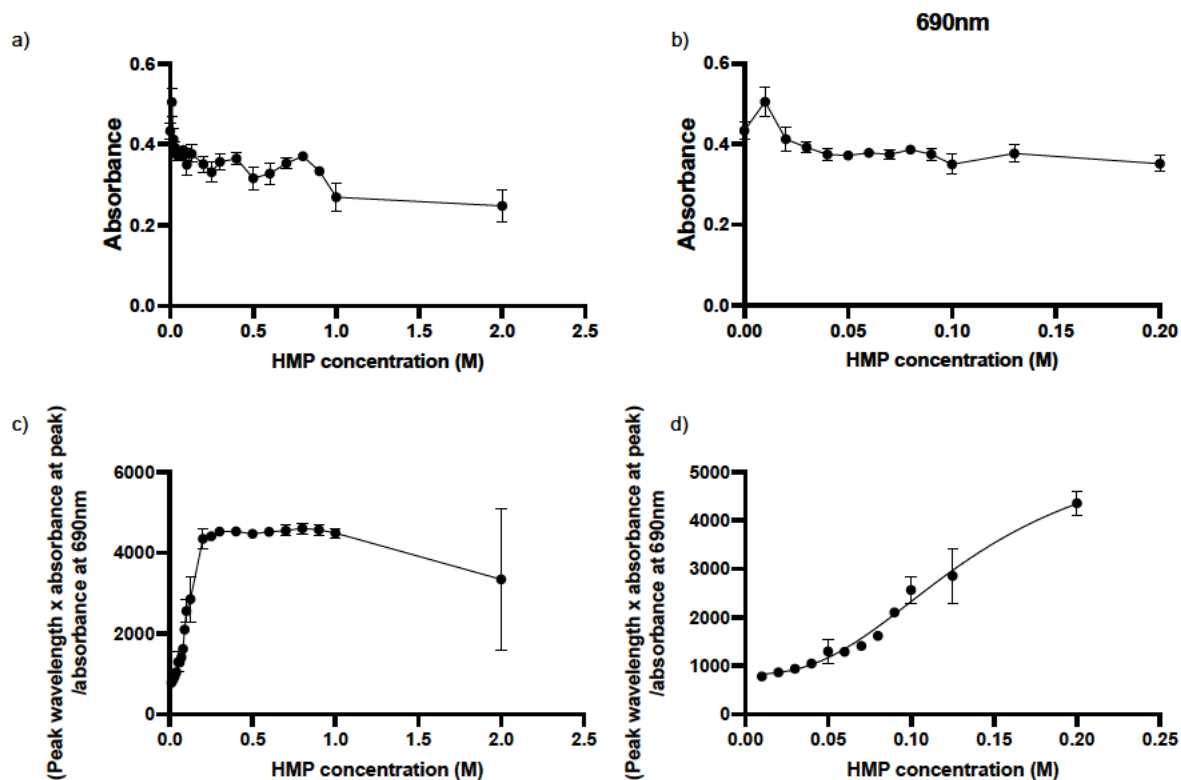 a)
0.6
0.4
0.2
0.0
Absorbance
0.0 0.5 1.0 1.5 2.0 2.5
HMP concentration (M)
b)
690nm
0.6
0.4
0.2
0.0
Absorbance
0.00 0.05 0.10 0.15 0.20
HMP concentration (M)
c)
(Peak wavelength x absorbance at peak)
/absorbance at 690nm
6000
4000
2000
0
0.0 0.5 1.0 1.5 2.0 2.5
HMP concentration (M)
d)
(Peak wavelength x absorbance at peak)
/absorbance at 690nm
5000
4000
3000
2000
1000
0
0.00 0.05 0.10 0.15 0.20 0.25
HMP concentration (M)